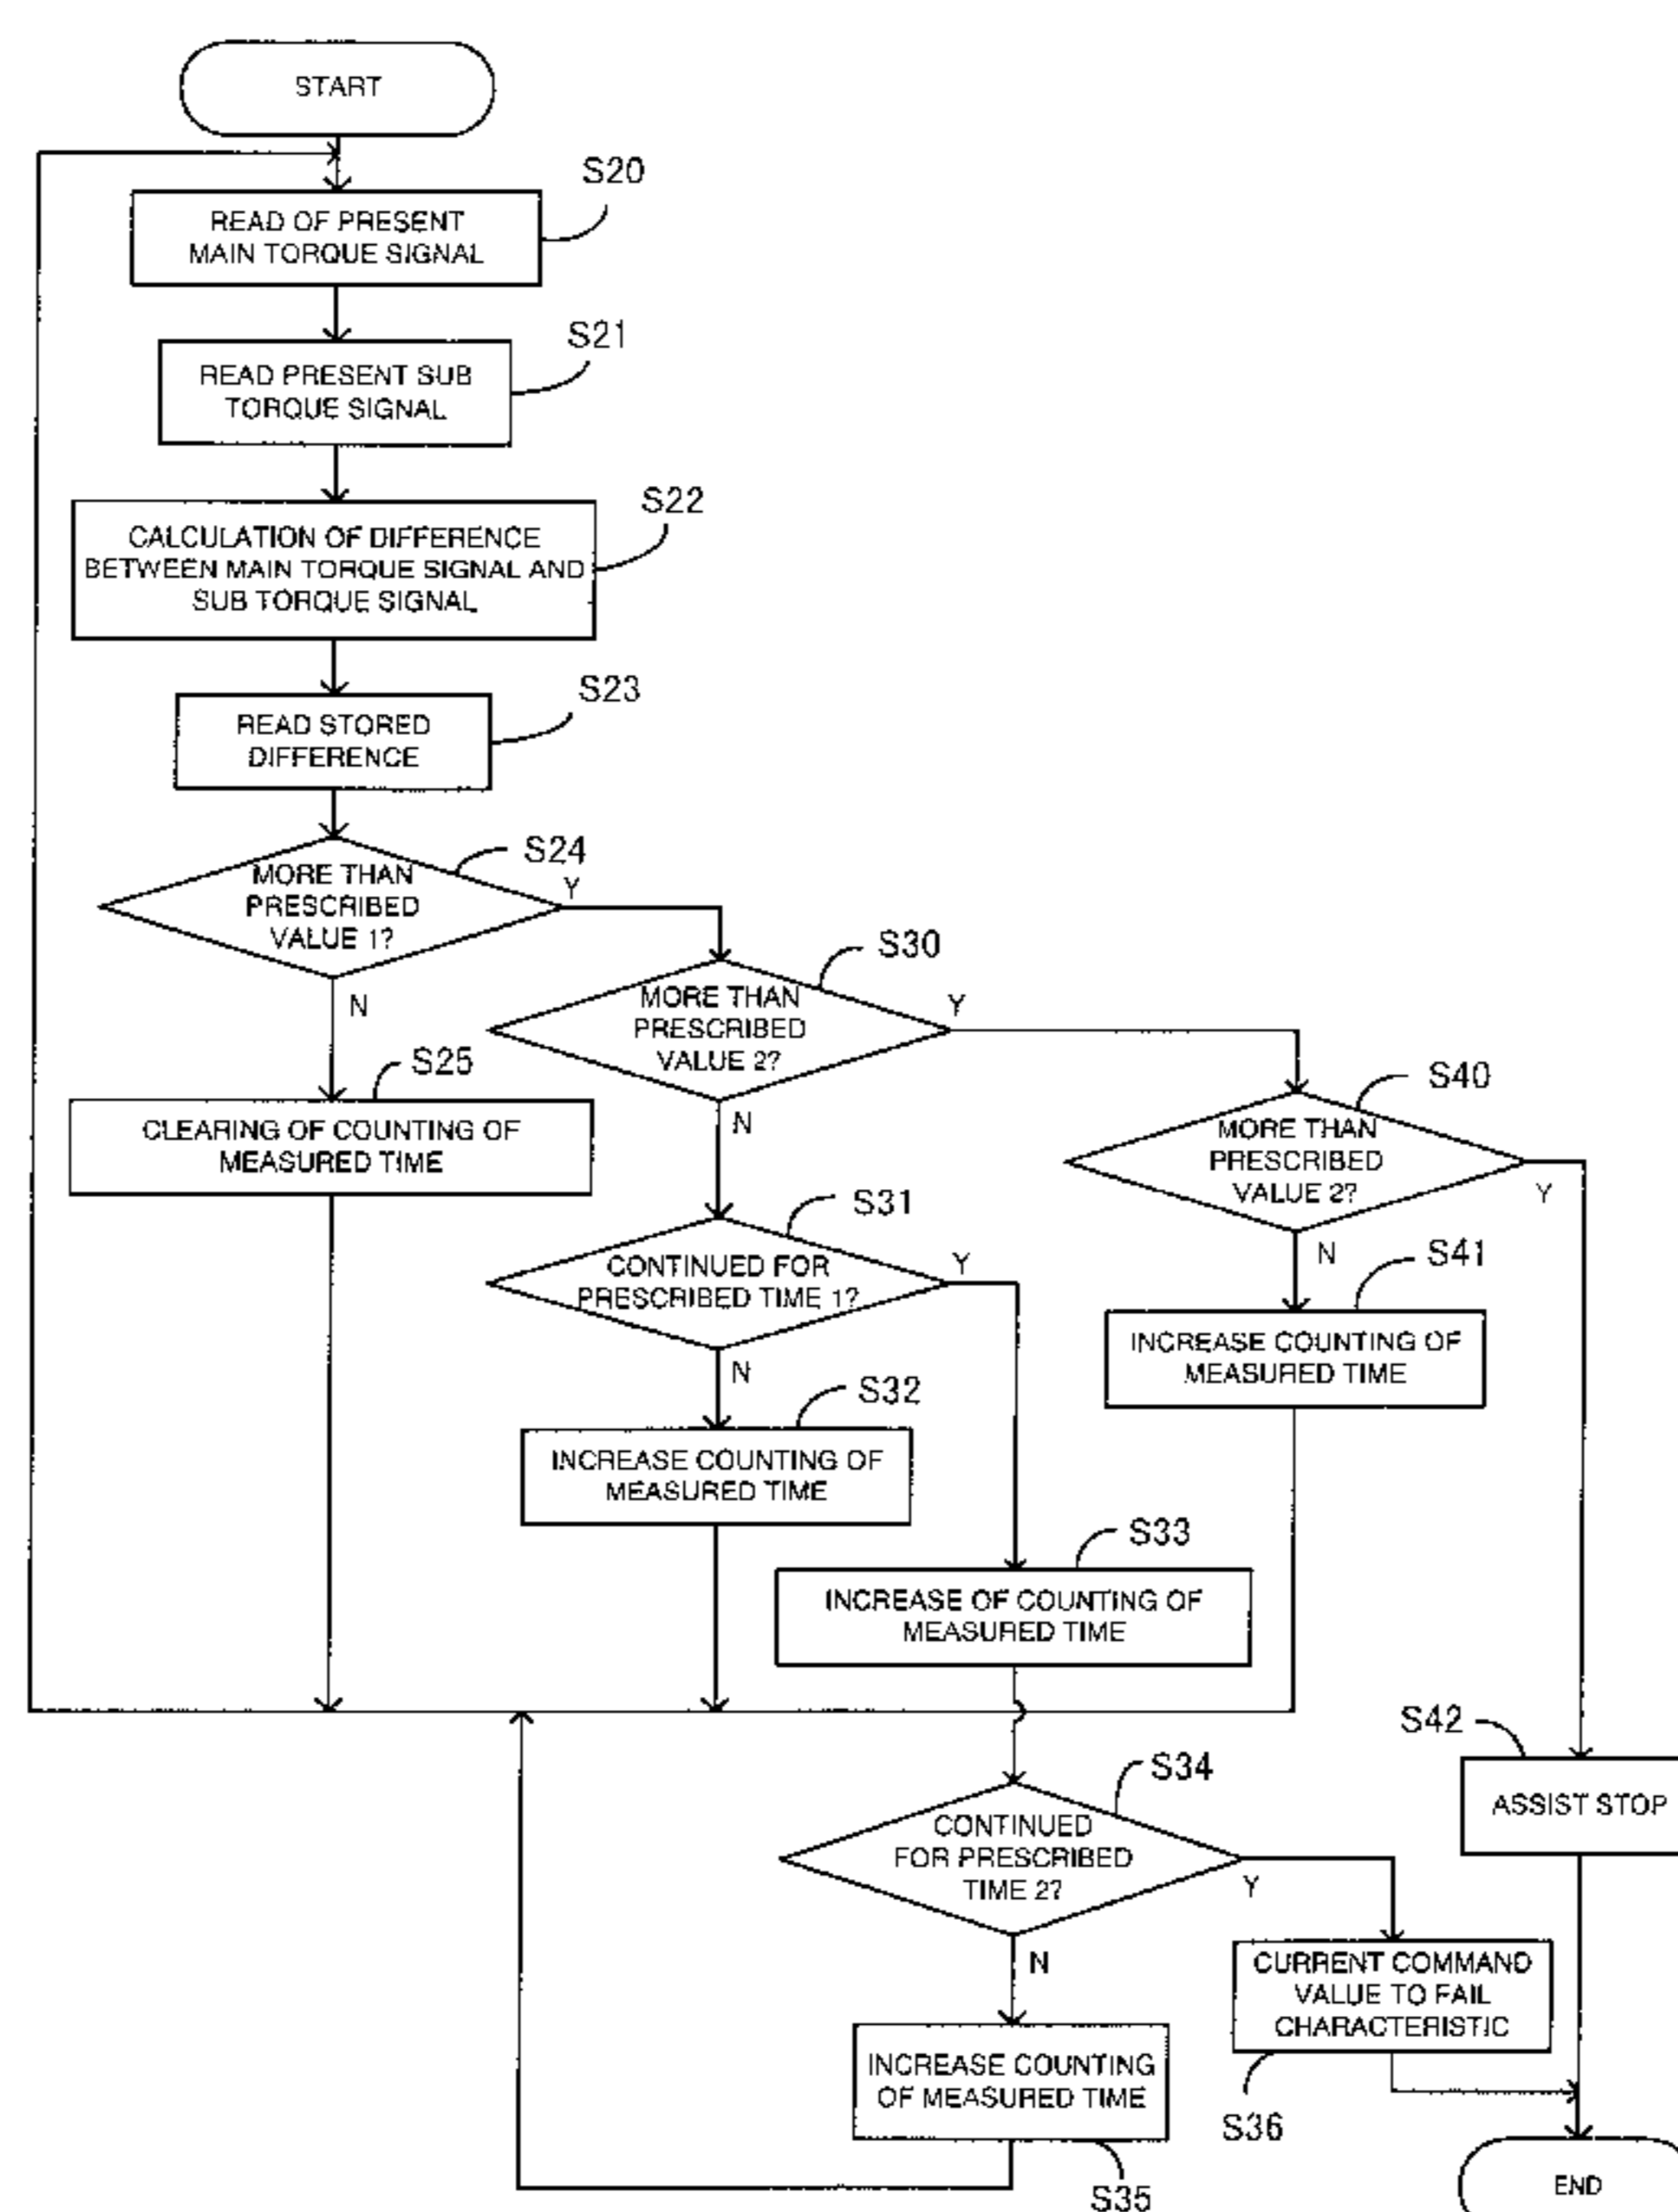 START
S20
READ OF PRESENT
MAIN TORQUE SIGNAL
S21
READ PRESENT SUB
TORQUE SIGNAL
S22
CALCULATION OF DIFFERENCE
BETWEEN MAIN TORQUE SIGNAL AND
SUB TORQUE SIGNAL
S23
READ STORED
DIFFERENCE
S24
MORE THAN
PRESCRIBED
VALUE 1?
Y
N
S30
MORE THAN
PRESCRIBED
VALUE 2?
Y
N
S25
CLEARING OF COUNTING OF
MEASURED TIME
S40
MORE THAN
PRESCRIBED
VALUE 2?
Y
N
S31
CONTINUED FOR
PRESCRIBED TIME 1?
Y
N
S41
INCREASE COUNTING OF
MEASURED TIME
S32
INCREASE COUNTING OF
MEASURED TIME
S33
INCREASE OF COUNTING OF
MEASURED TIME
S42
ASSIST STOP
S34
CONTINUED
FOR PRESCRIBED
TIME 2?
Y
N
CURRENT COMMAND
VALUE TO FAIL
CHARACTERISTIC
S36
INCREASE COUNTING
OF MEASURED TIME
S35
END